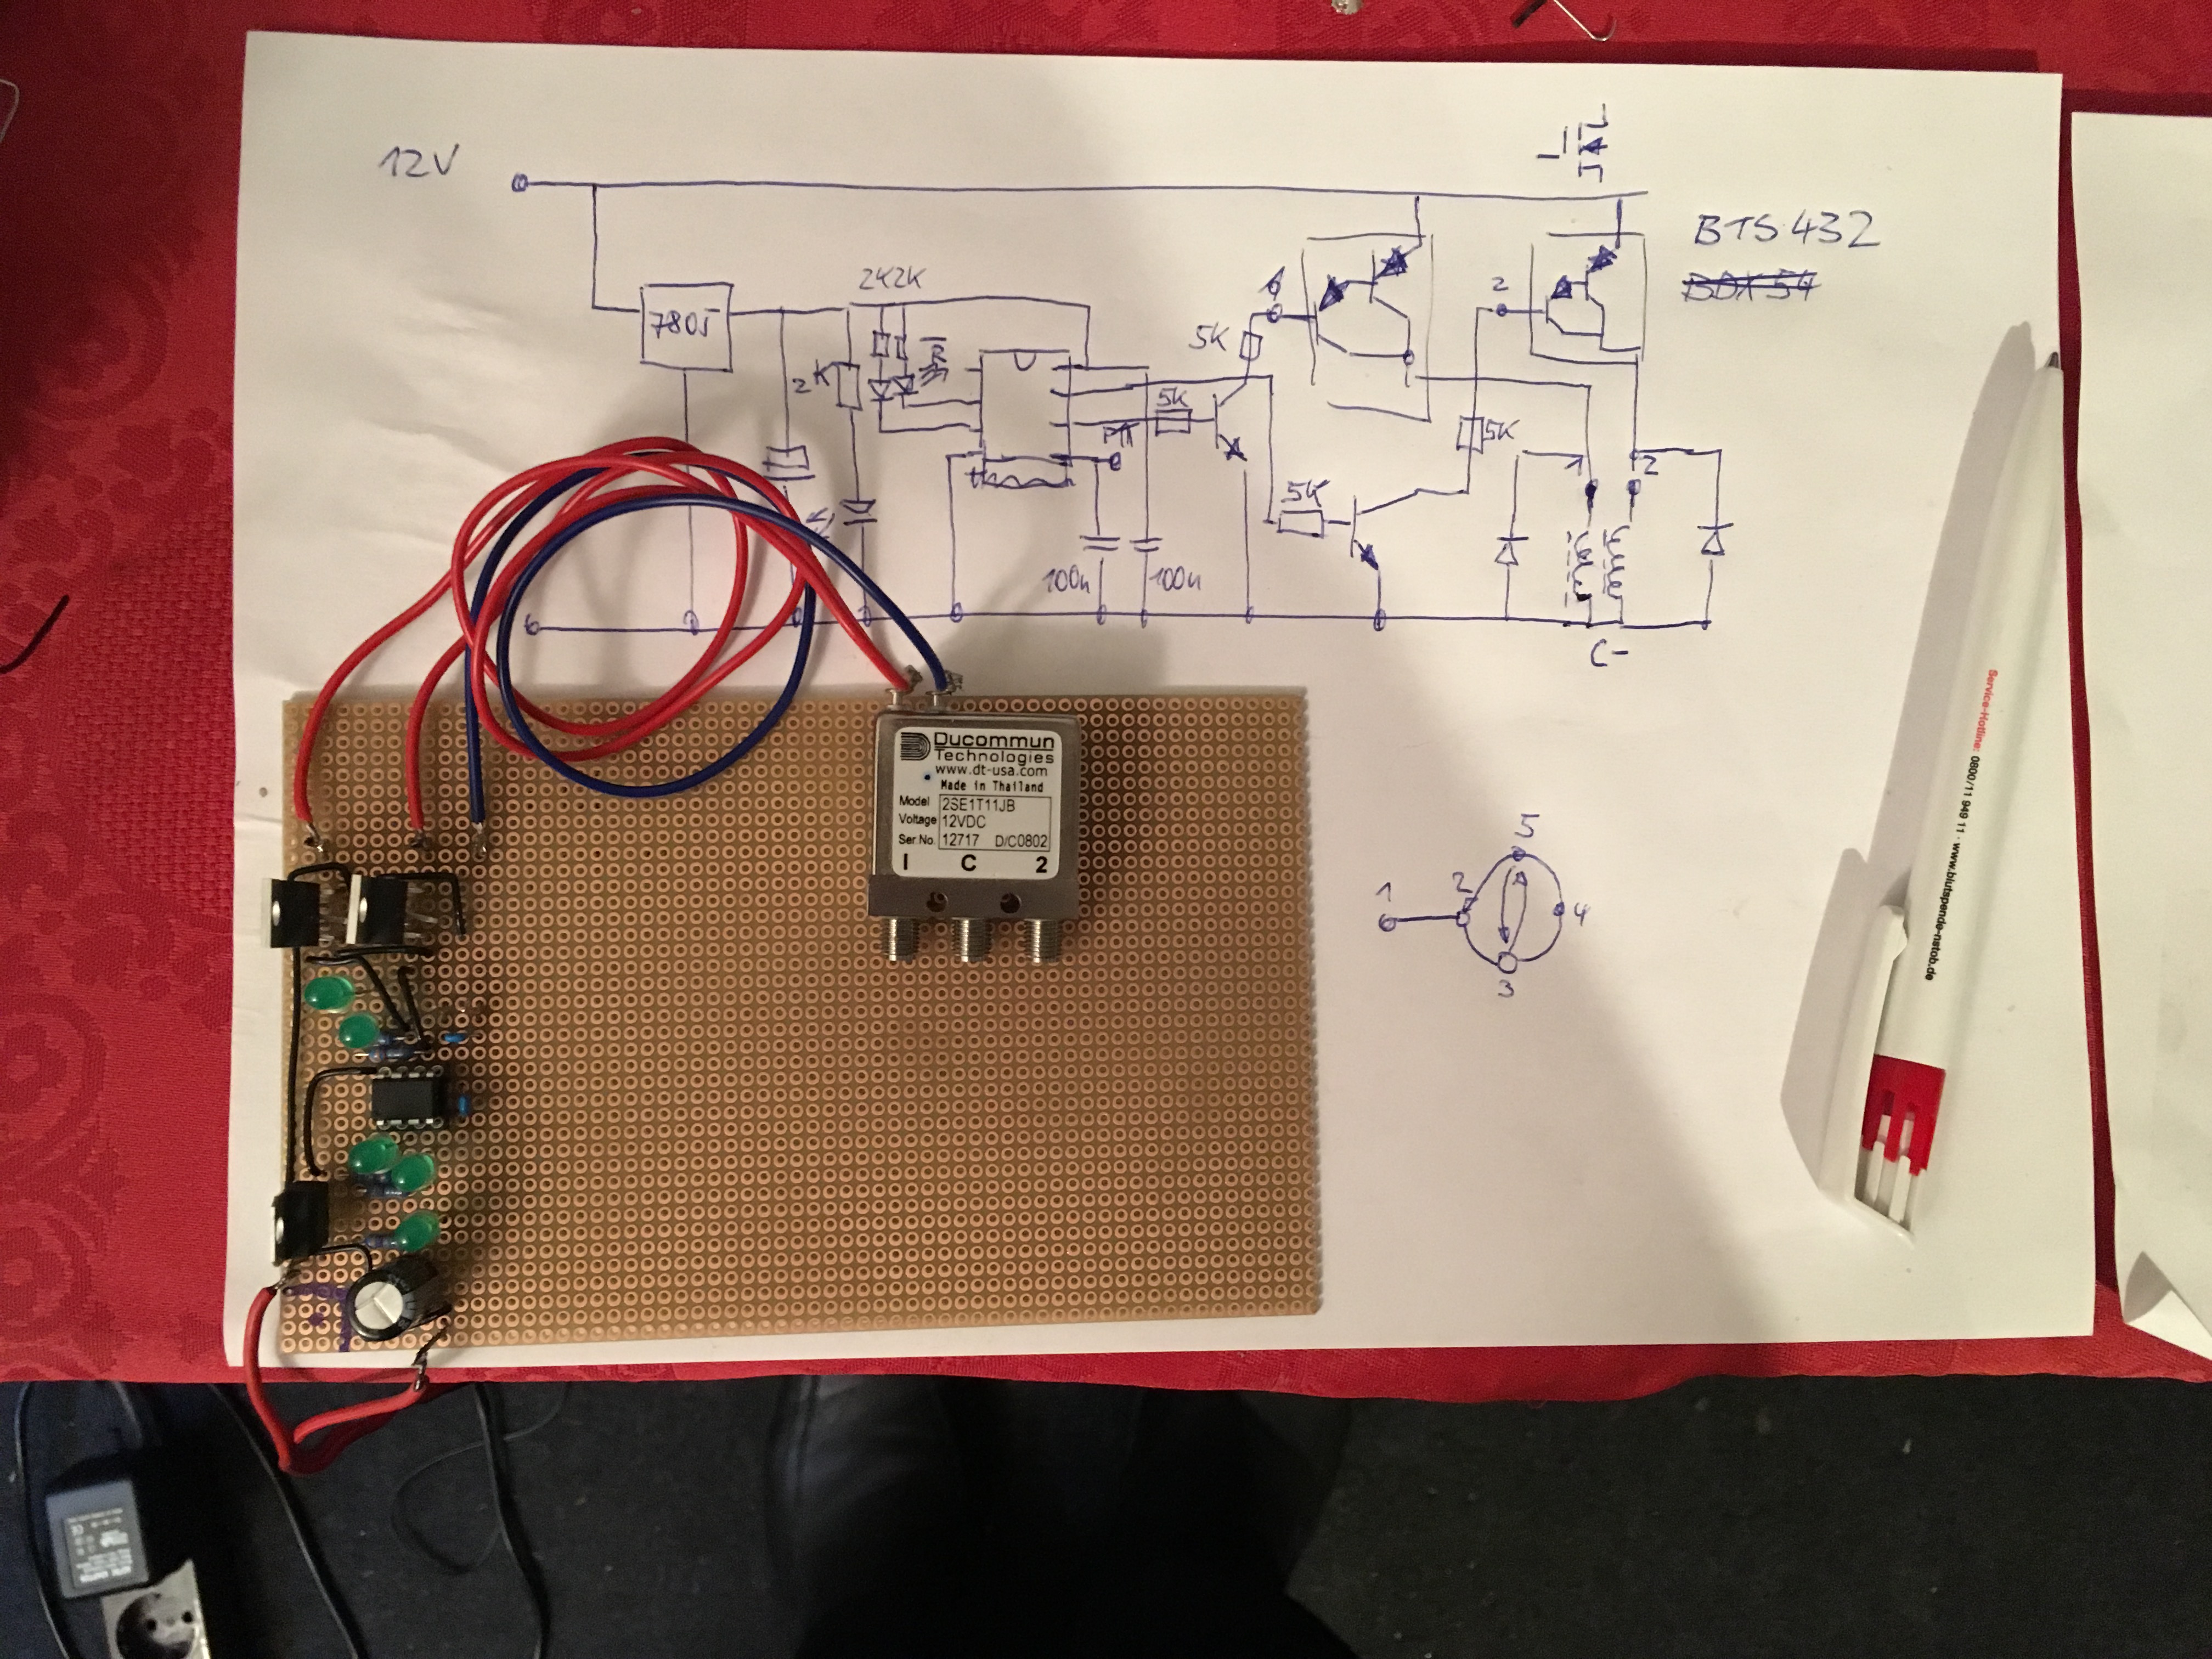 12V
BTS 432
BDX 54
7805
2K2K
2K
5K
1
2
5K
5K
5K
PTT
1
2
100n
100n
C-
Ducommun
Technologies
www.dt-usa.com
Made in Thailand
Model 2SE1T11JB
Voltage 12VDC
Ser.No. 12717 D/C0802
1 C 2
5
1
2
4
3
Service-Hotline: 0800/11 949 11 · www.blutspende-nstob.de